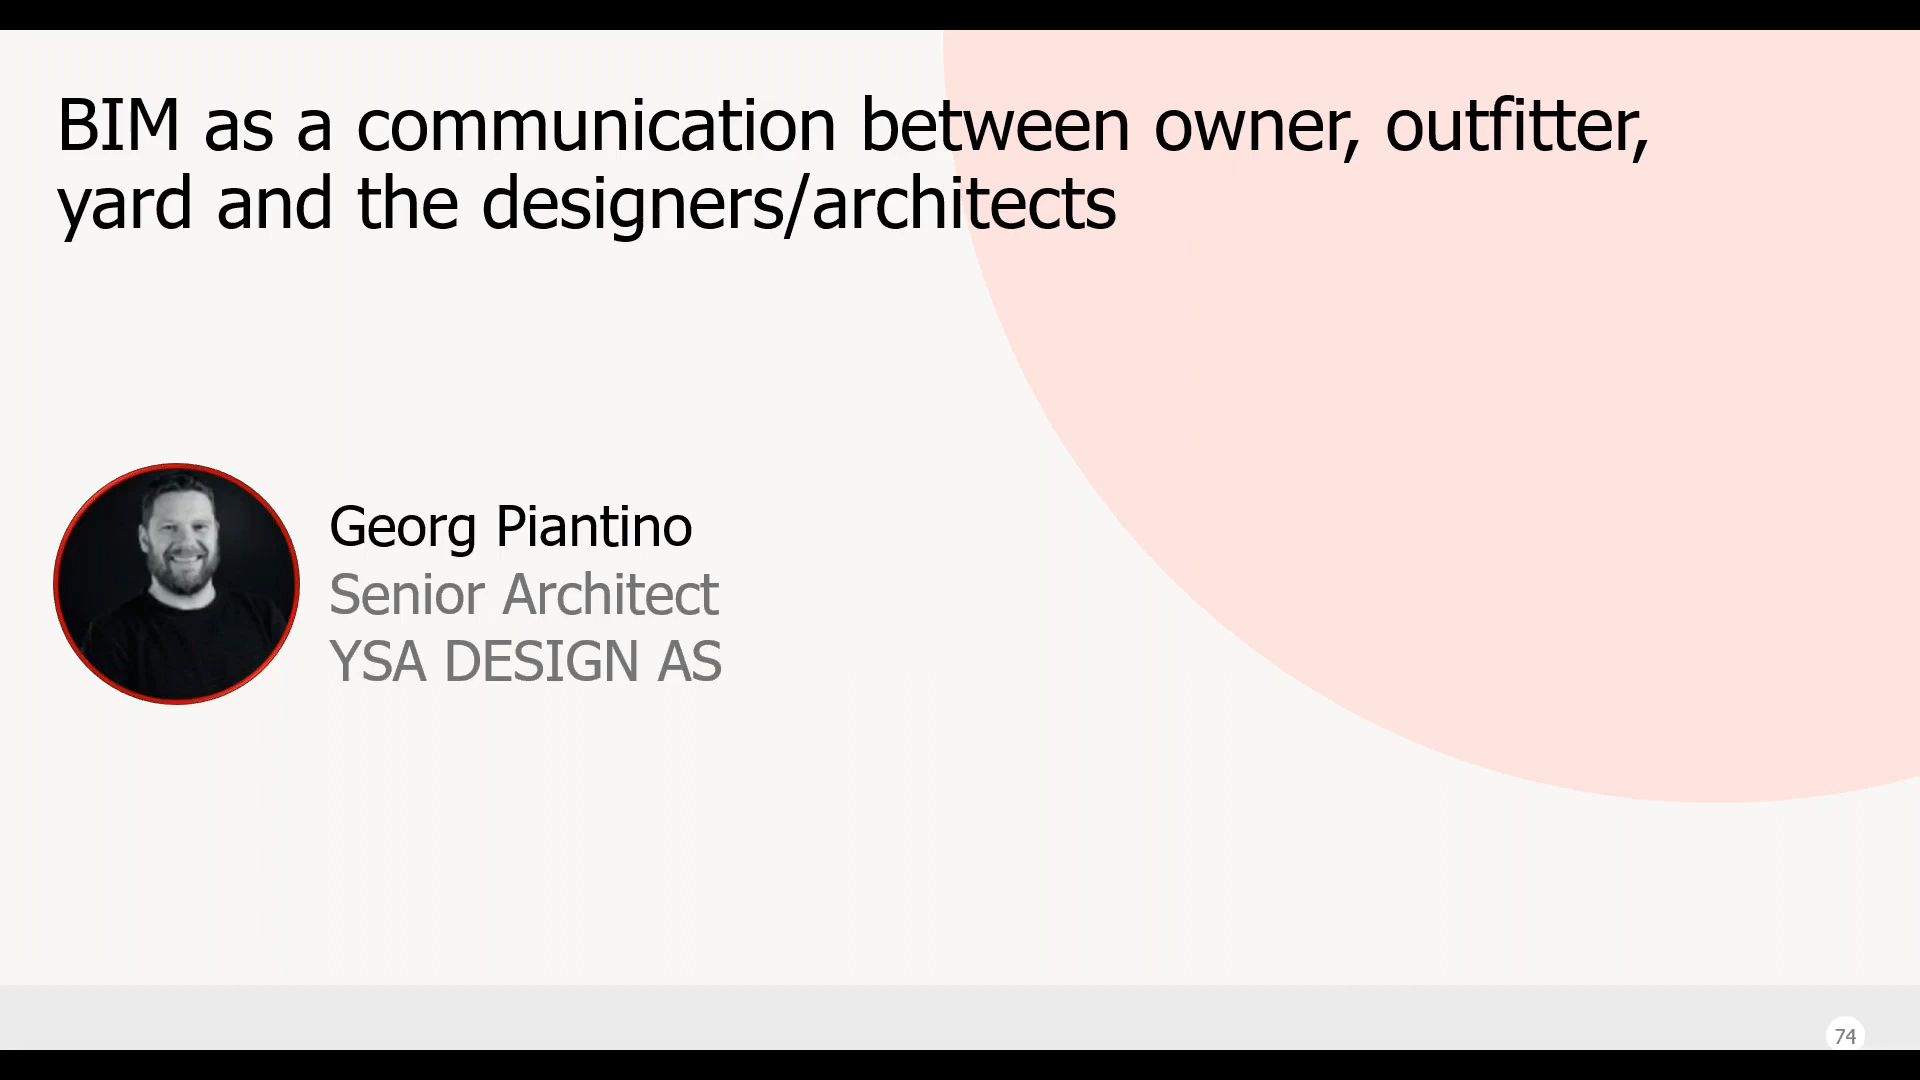 BIM as a communication between owner, outfitter,
yard and the designers/architects
Georg Piantino
Senior Architect
YSA DESIGN AS
74